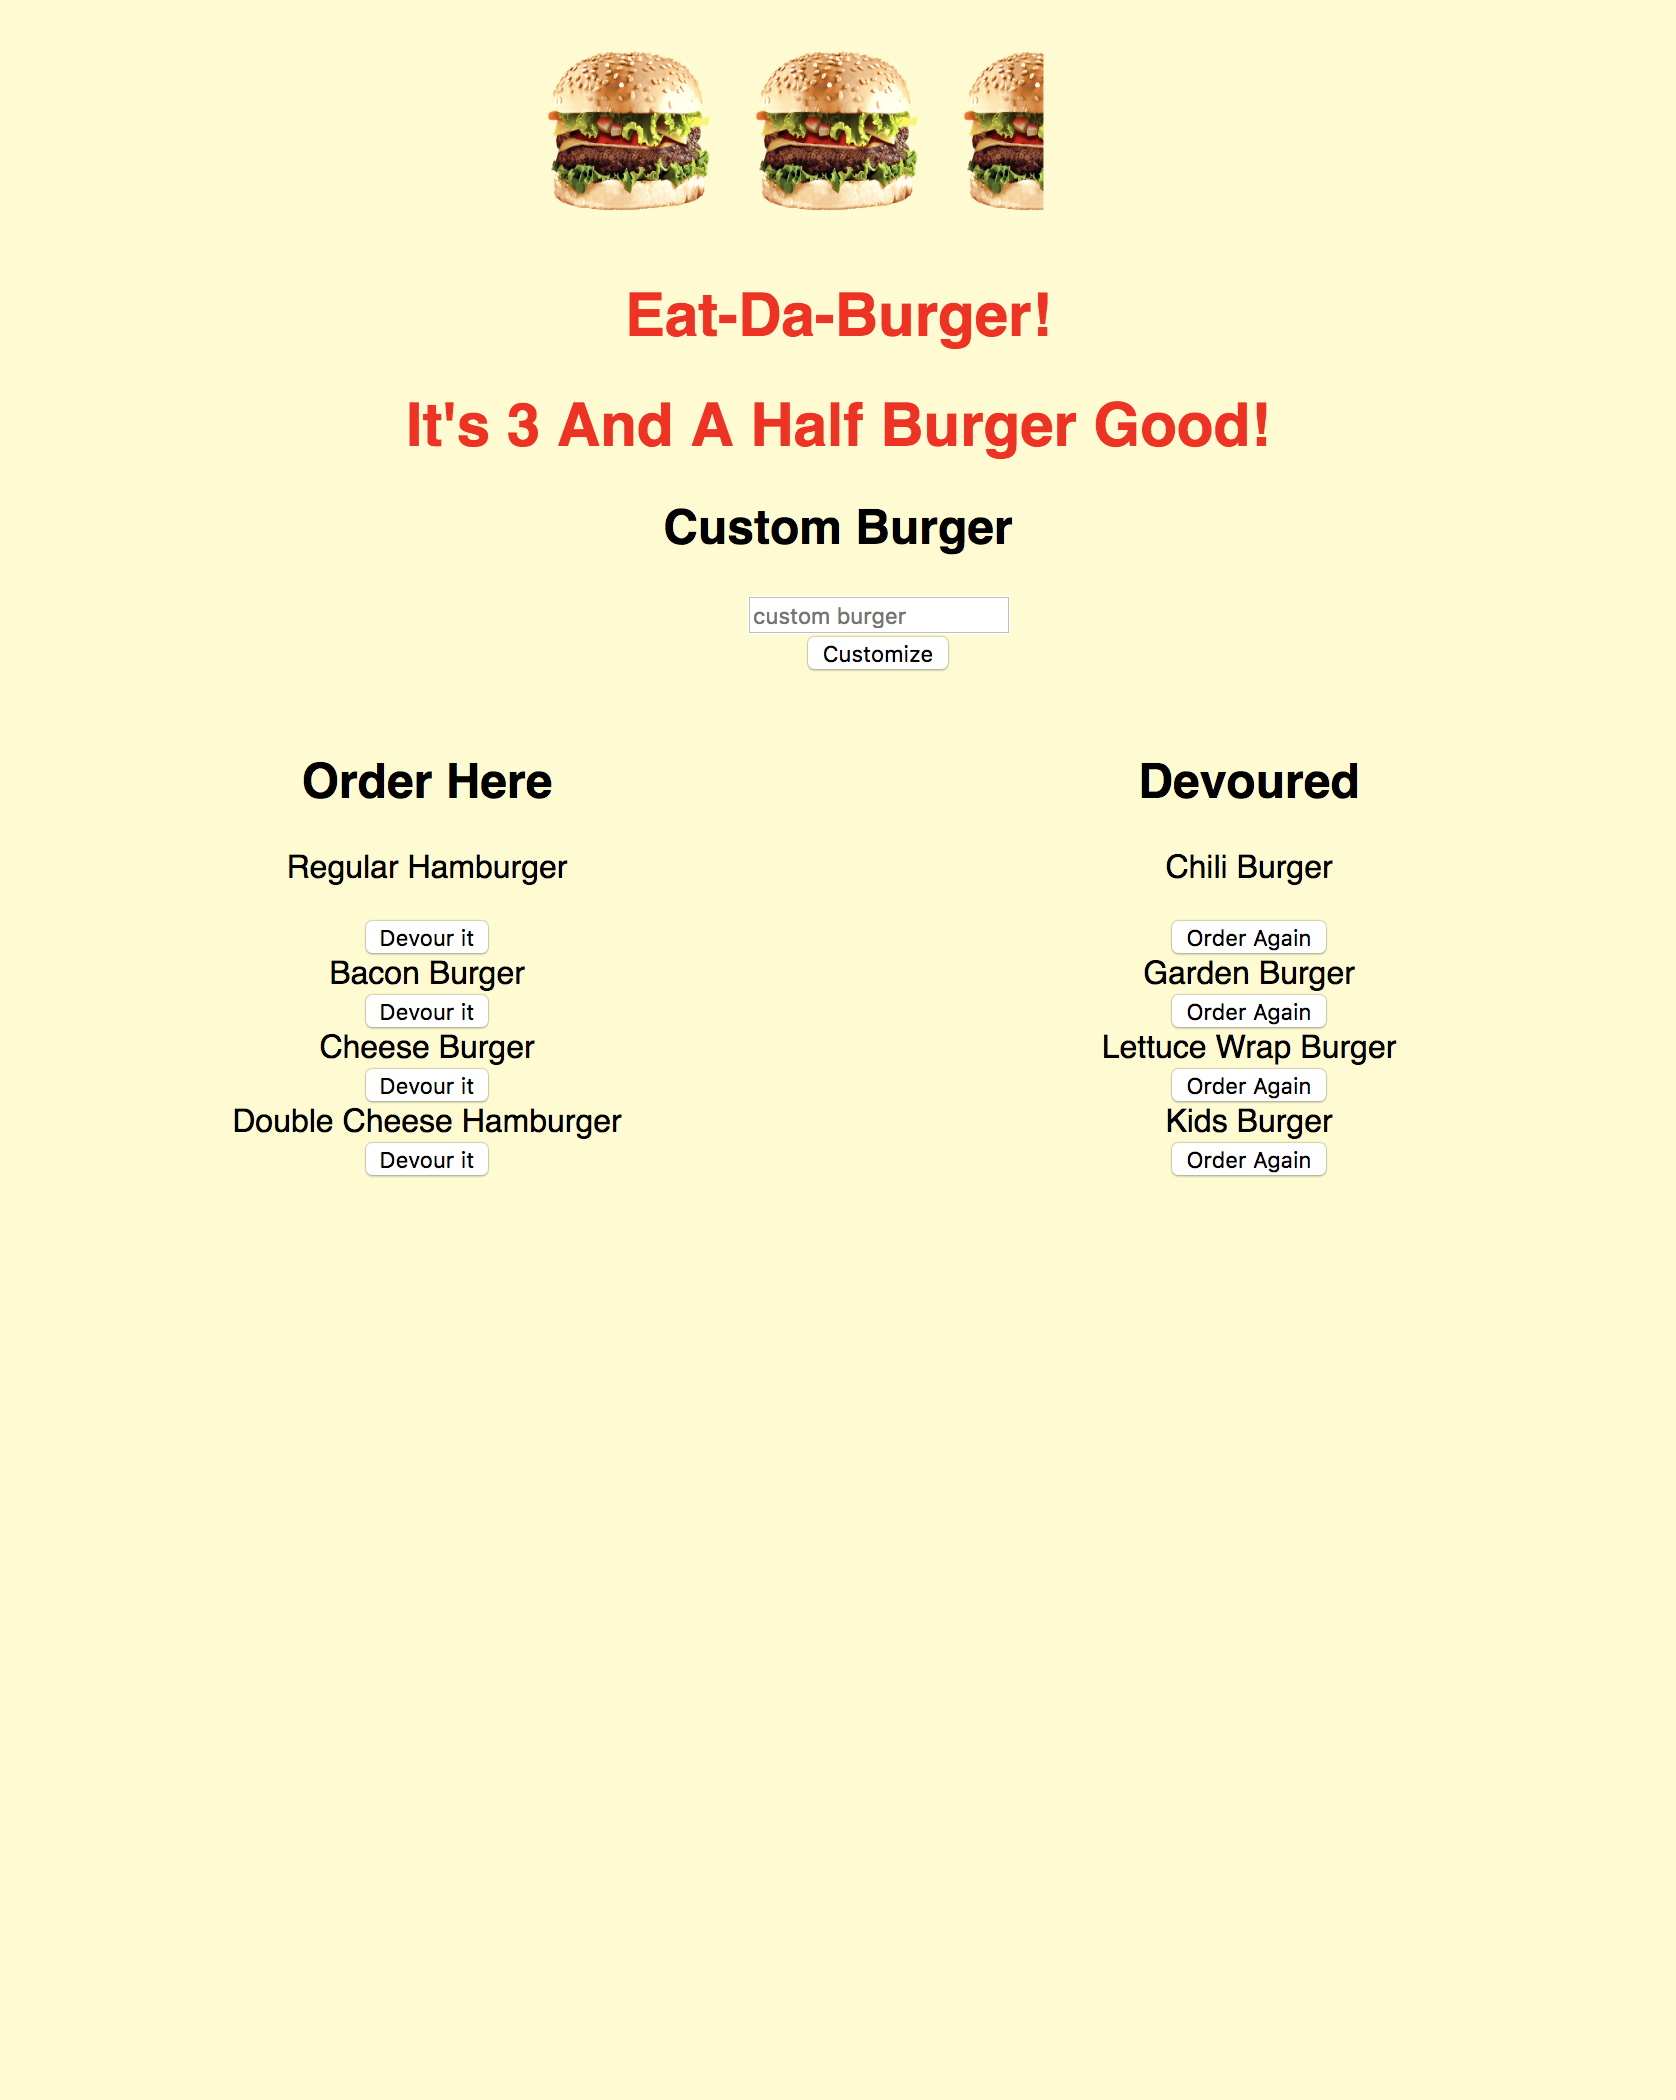 Eat-Da-Burger!
It's 3 And A Half Burger Good!
Custom Burger
custom burger
Customize
Order Here
Regular Hamburger
Devour it
Bacon Burger
Devour it
Cheese Burger
Devour it
Double Cheese Hamburger
Devour it
Devoured
Chili Burger
Order Again
Garden Burger
Order Again
Lettuce Wrap Burger
Order Again
Kids Burger
Order Again